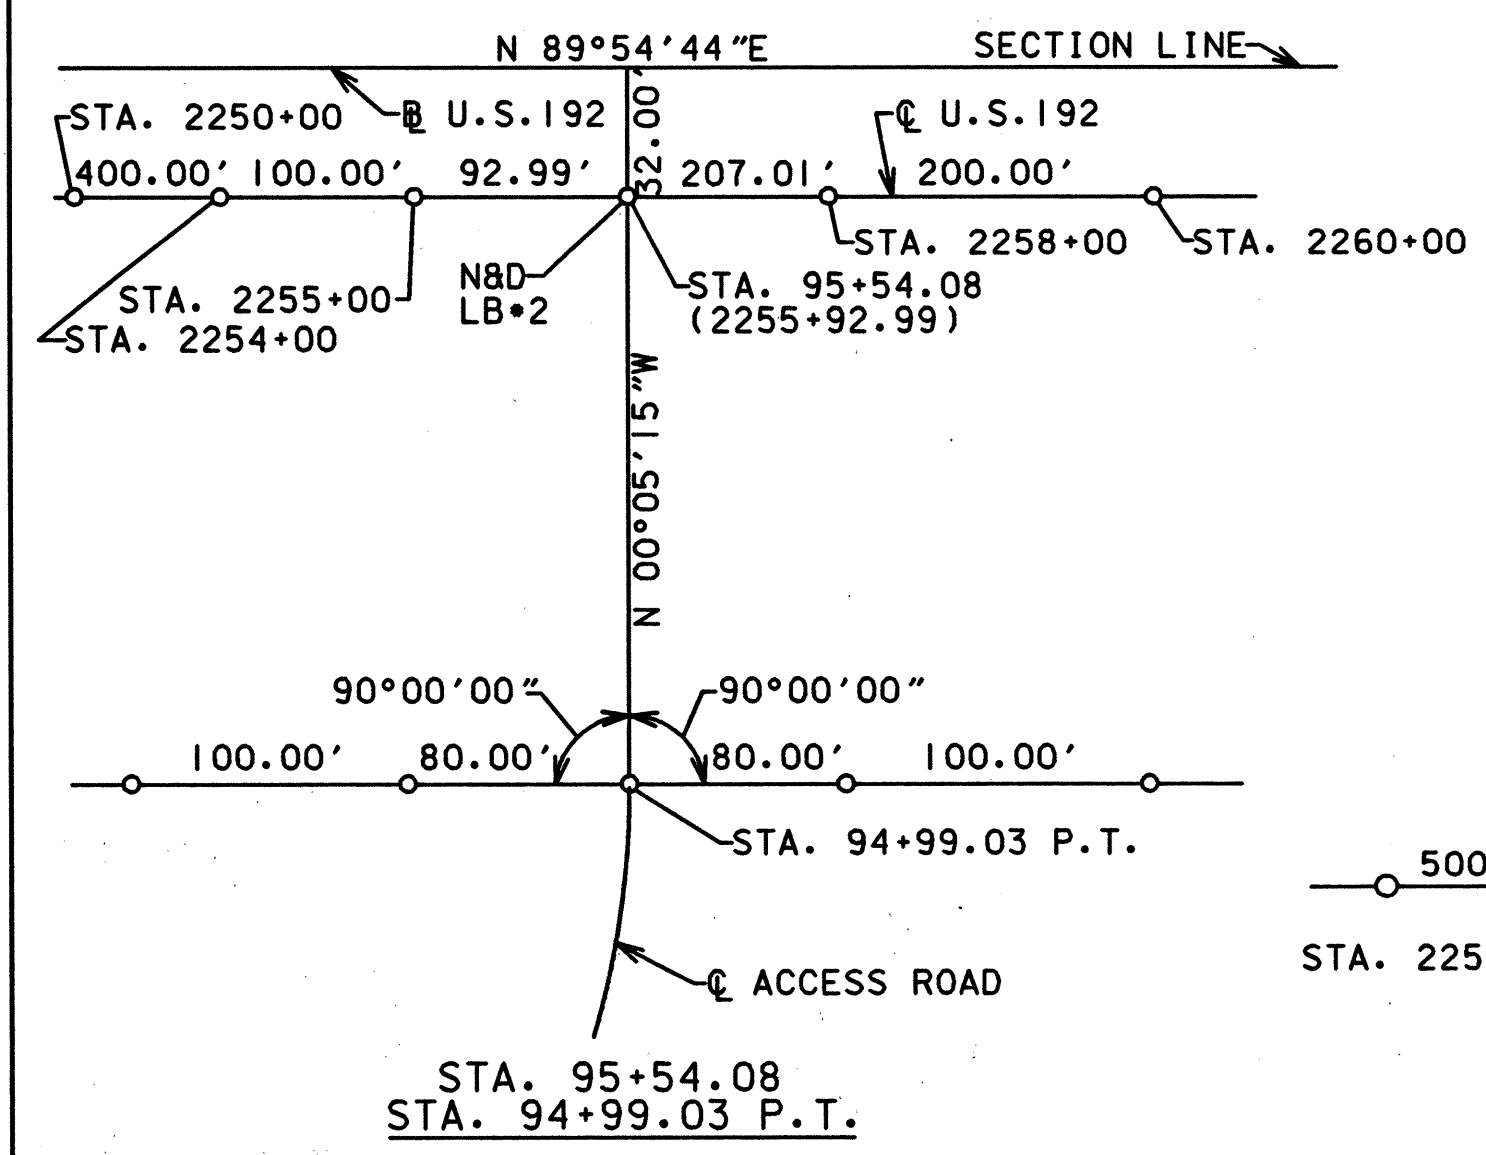 N 89°54'44"E
SECTION LINE
STA. 2250+00
℄ U.S.192
32.00'
℄ U.S.192
400.00'
100.00'
92.99'
207.01'
200.00'
STA. 2258+00
STA. 2260+00
N&D
LB*2
STA. 95+54.08
(2255+92.99)
STA. 2255+00
STA. 2254+00
N 00°05'15"W
90°00'00"
90°00'00"
100.00'
80.00'
80.00'
100.00'
STA. 94+99.03 P.T.
500
STA. 225
℄ ACCESS ROAD
STA. 95+54.08
STA. 94+99.03 P.T.